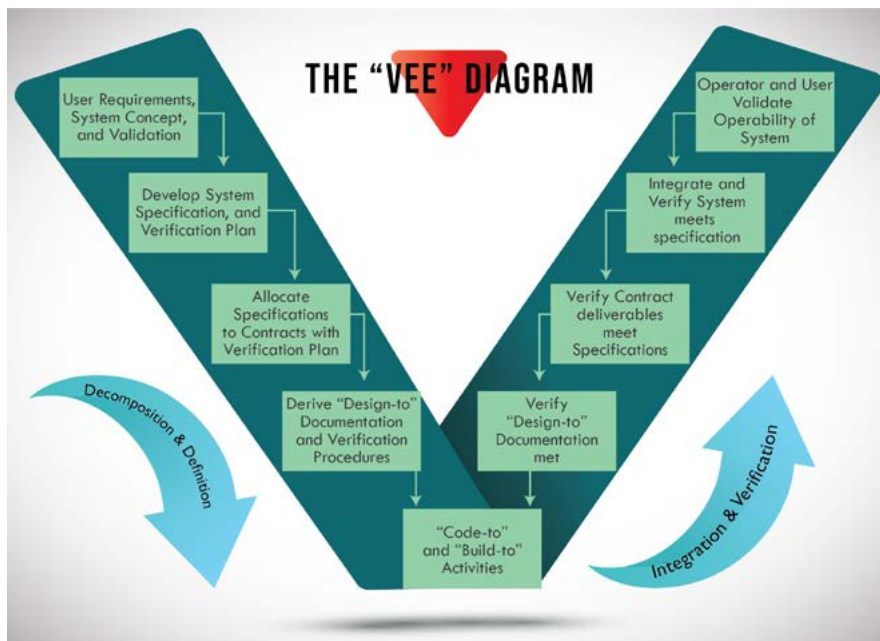 THE “VEE” DIAGRAM
User Requirements,
System Concept,
and Validation
Develop System
Specification, and
Verification Plan
Allocate
Specifications
to Contracts with
Verification Plan
Derive “Design-to”
Documentation
and Verification
Procedures
“Code-to”
and “Build-to”
Activities
Verify
“Design-to”
Documentation
met
Verify Contract
deliverables
meet
Specifications
Integrate and
Verify System
meets
specification
Operator and User
Validate
Operability of
System
Decomposition & Definition
Integration & Verification